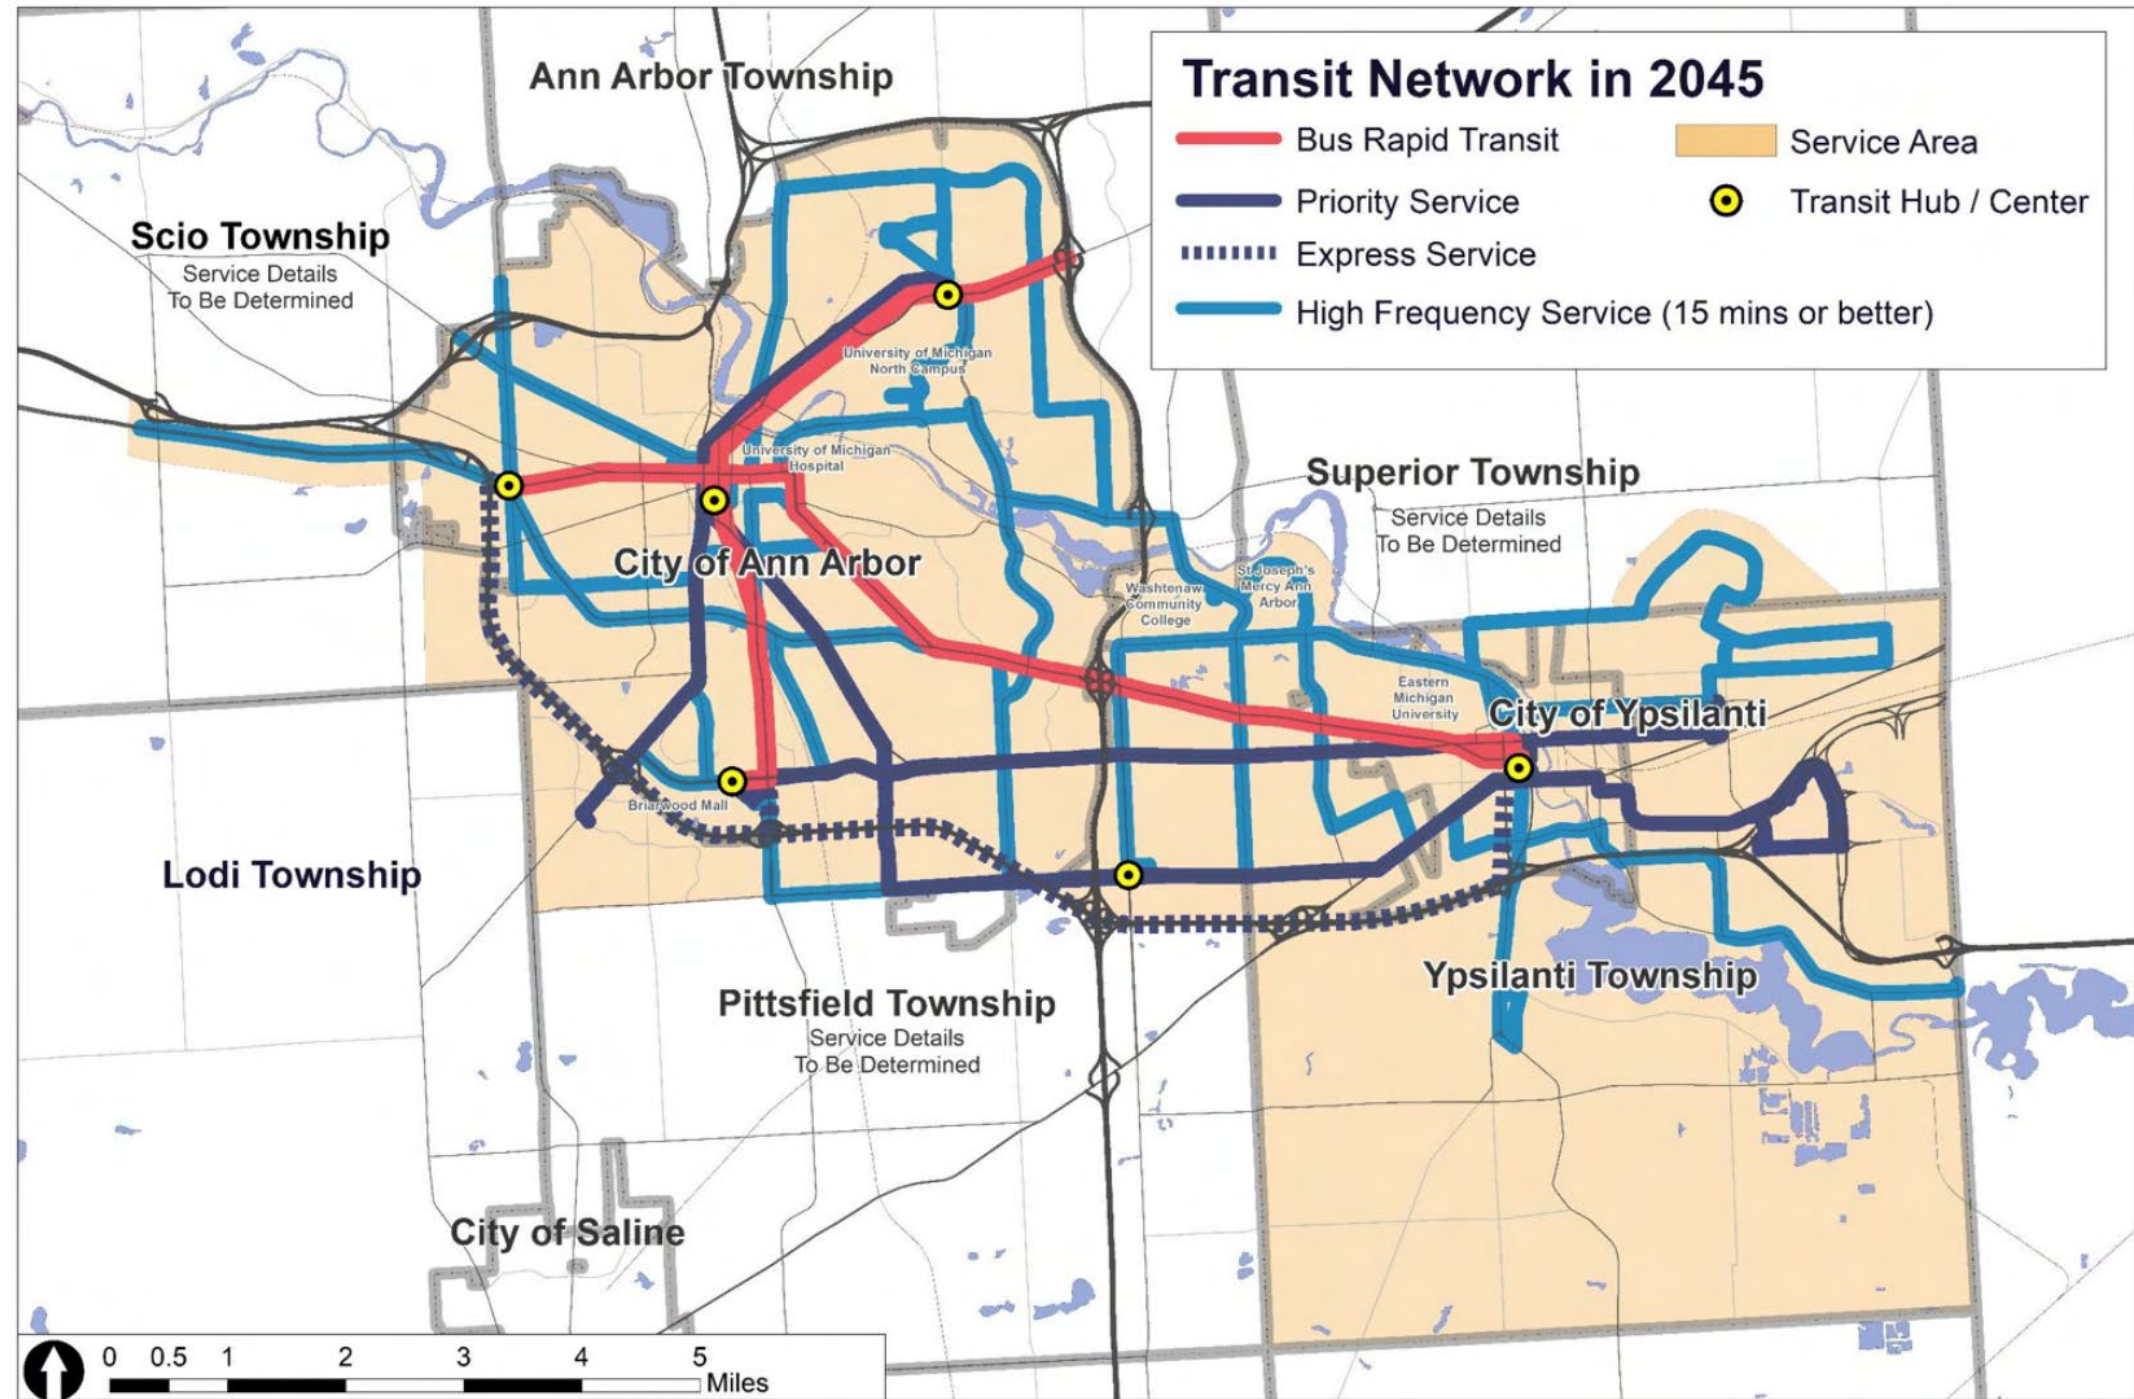 Transit Network in 2045
Bus Rapid Transit
Priority Service
Express Service
High Frequency Service (15 mins or better)
Service Area
Transit Hub / Center
Ann Arbor Township
Scio Township
Service Details
To Be Determined
University of Michigan
North Campus
University of Michigan
Hospital
Superior Township
Service Details
To Be Determined
City of Ann Arbor
St Joseph's
Mercy Ann
Arbor
Washtenaw
Community
College
Eastern
Michigan
University
City of Ypsilanti
Briarwood Mall
Lodi Township
Ypsilanti Township
Pittsfield Township
Service Details
To Be Determined
City of Saline
0 0.5 1 2 3 4 5
Miles